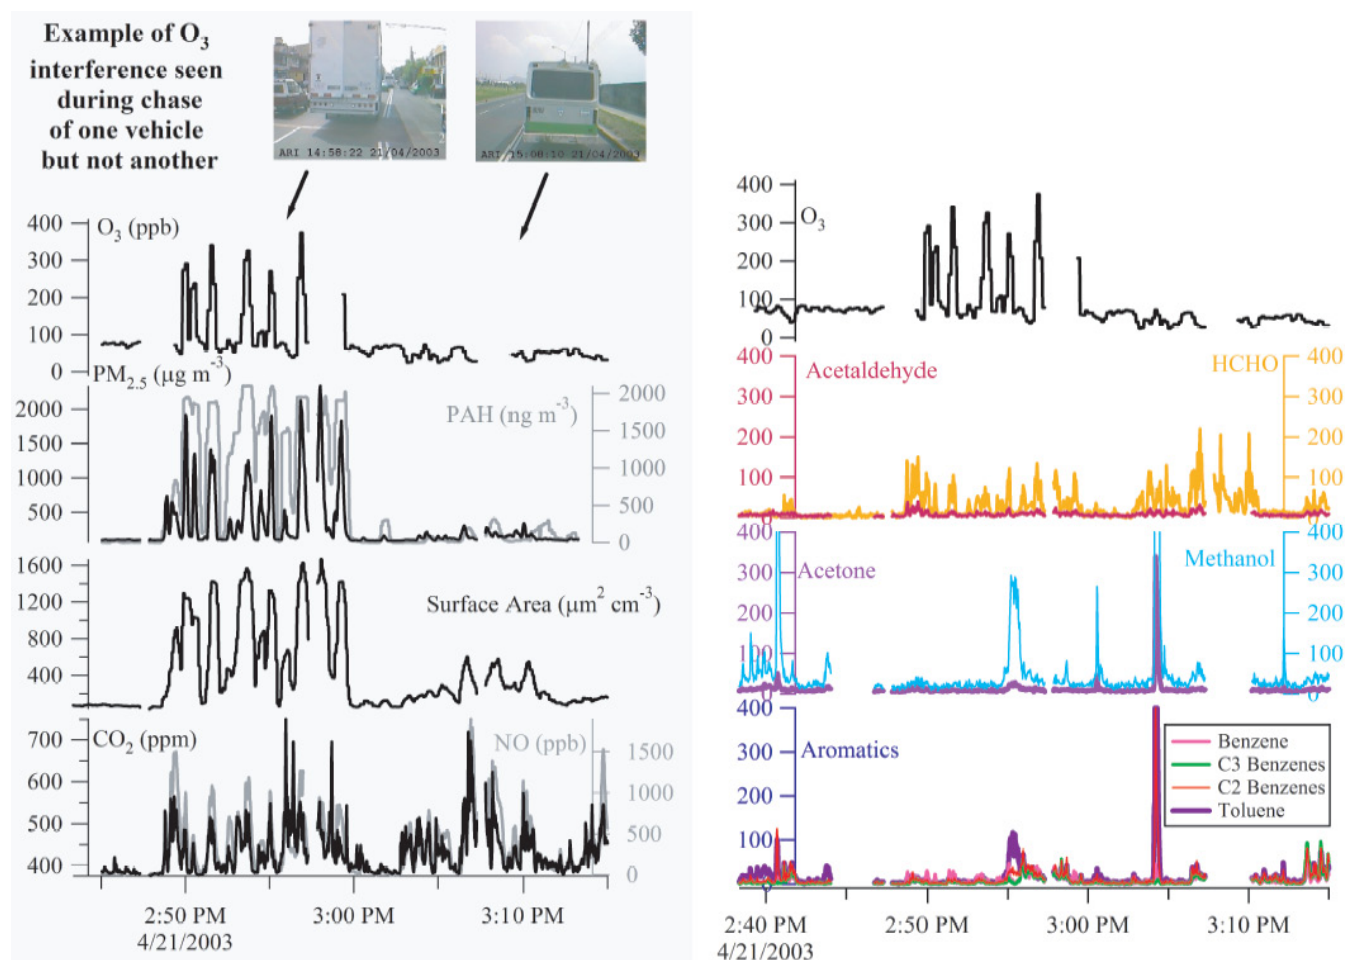 Example of O3
interference seen
during chase
of one vehicle
but not another
ARI 14:58:22 21/04/2003
ARI 15:08:10 21/04/2003
O3 (ppb)
400
300
200
100
0
PM2.5 (μg m-3)
PAH (ng m-3)
2000
1500
1000
500
2000
1500
1000
500
0
Surface Area (μm2 cm-3)
1600
1200
800
400
CO2 (ppm)
NO (ppb)
700
600
500
400
1500
1000
500
0
2:50 PM
3:00 PM
3:10 PM
4/21/2003
O3
400
300
200
100
0
Acetaldehyde
HCHO
400
300
200
100
0
400
300
200
100
0
Acetone
Methanol
400
300
200
100
0
400
300
200
100
0
Aromatics
400
300
200
100
0
Benzene
C3 Benzenes
C2 Benzenes
Toluene
2:40 PM
2:50 PM
3:00 PM
3:10 PM
4/21/2003